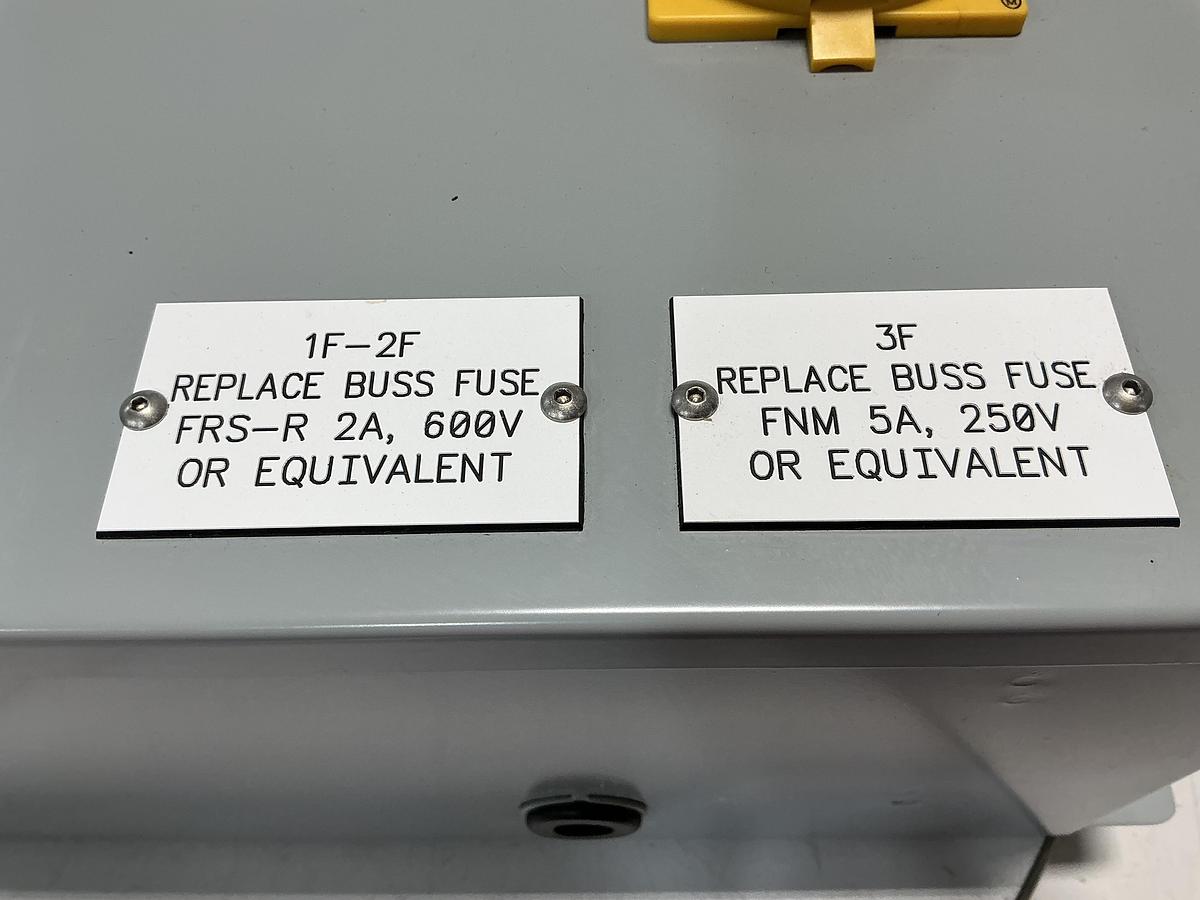 1F-2F
REPLACE BUSS FUSE
FRS-R 2A, 600V
OR EQUIVALENT
3F
REPLACE BUSS FUSE
FNM 5A, 250V
OR EQUIVALENT